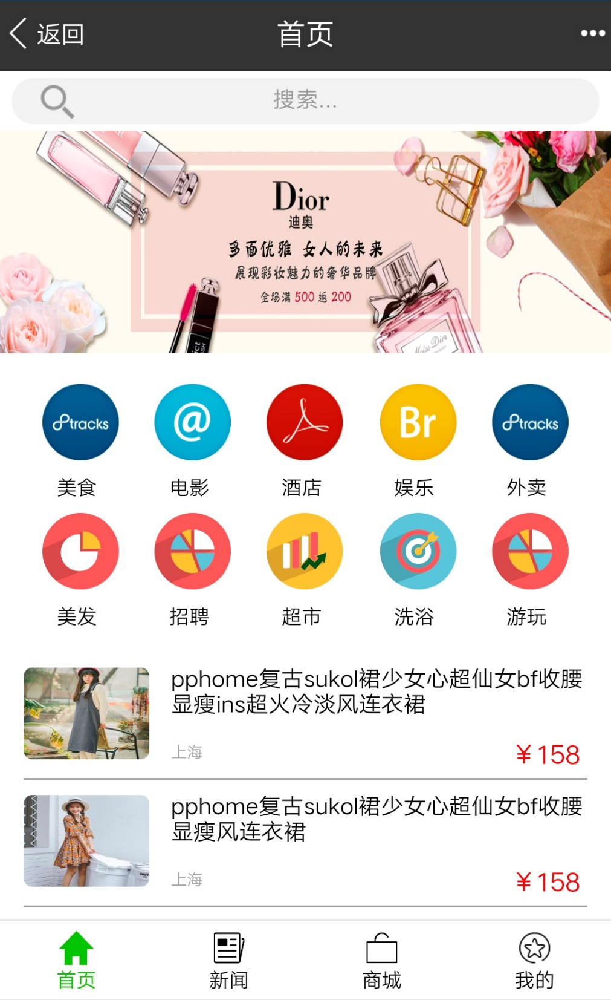 返回
首页
搜索...
Dior
迪奥
多面优雅 女人的未来
展现彩妆魅力的奢华品牌
全场满 500 返 200
Miss Dior
8tracks
@
Br
8tracks
美食
电影
酒店
娱乐
外卖
美发
招聘
超市
洗浴
游玩
pphome复古sukol裙少女心超仙女bf收腰
显瘦ins超火冷淡风连衣裙
上海
¥158
pphome复古sukol裙少女心超仙女bf收腰
显瘦风连衣裙
上海
¥158
首页
新闻
商城
我的